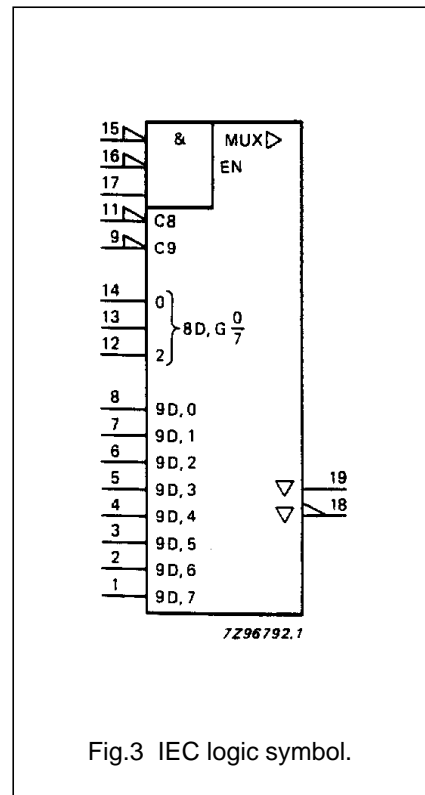 15 & MUX▷
16 EN
17
11 C8
9 C9
14 0
13 8D, G 0/7
12 2
8 9D, 0
7 9D, 1
6 9D, 2
5 9D, 3 ▽ 19
4 9D, 4 ▽ 18
3 9D, 5
2 9D, 6
1 9D, 7
7Z96792.1
Fig.3 IEC logic symbol.